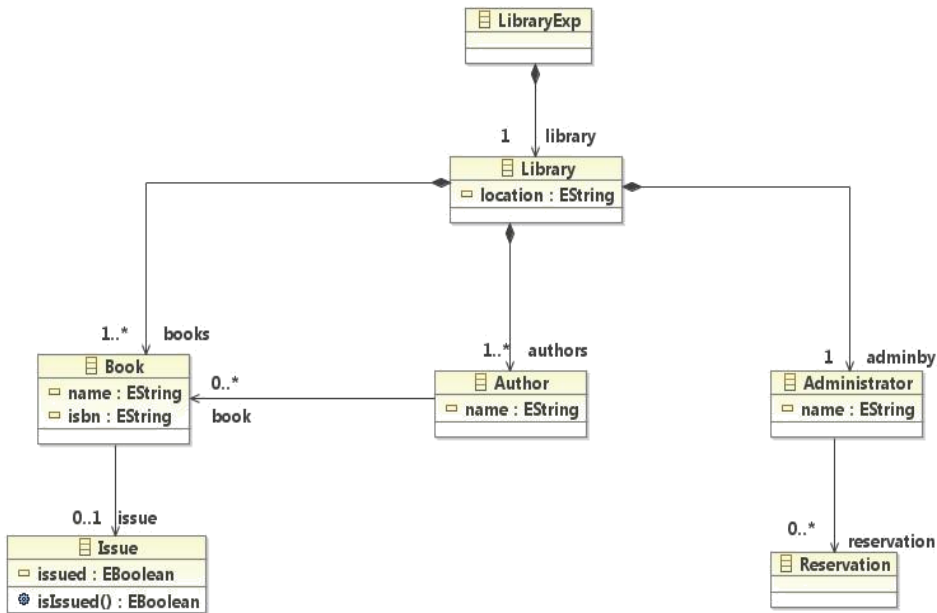 LibraryExp
1 library
Library
location : EString
1..* books
1..* authors
1 adminby
Book
name : EString
isbn : EString
0..*
book
Author
name : EString
Administrator
name : EString
0..1 issue
Issue
issued : EBoolean
isIssued() : EBoolean
0..*
reservation
Reservation